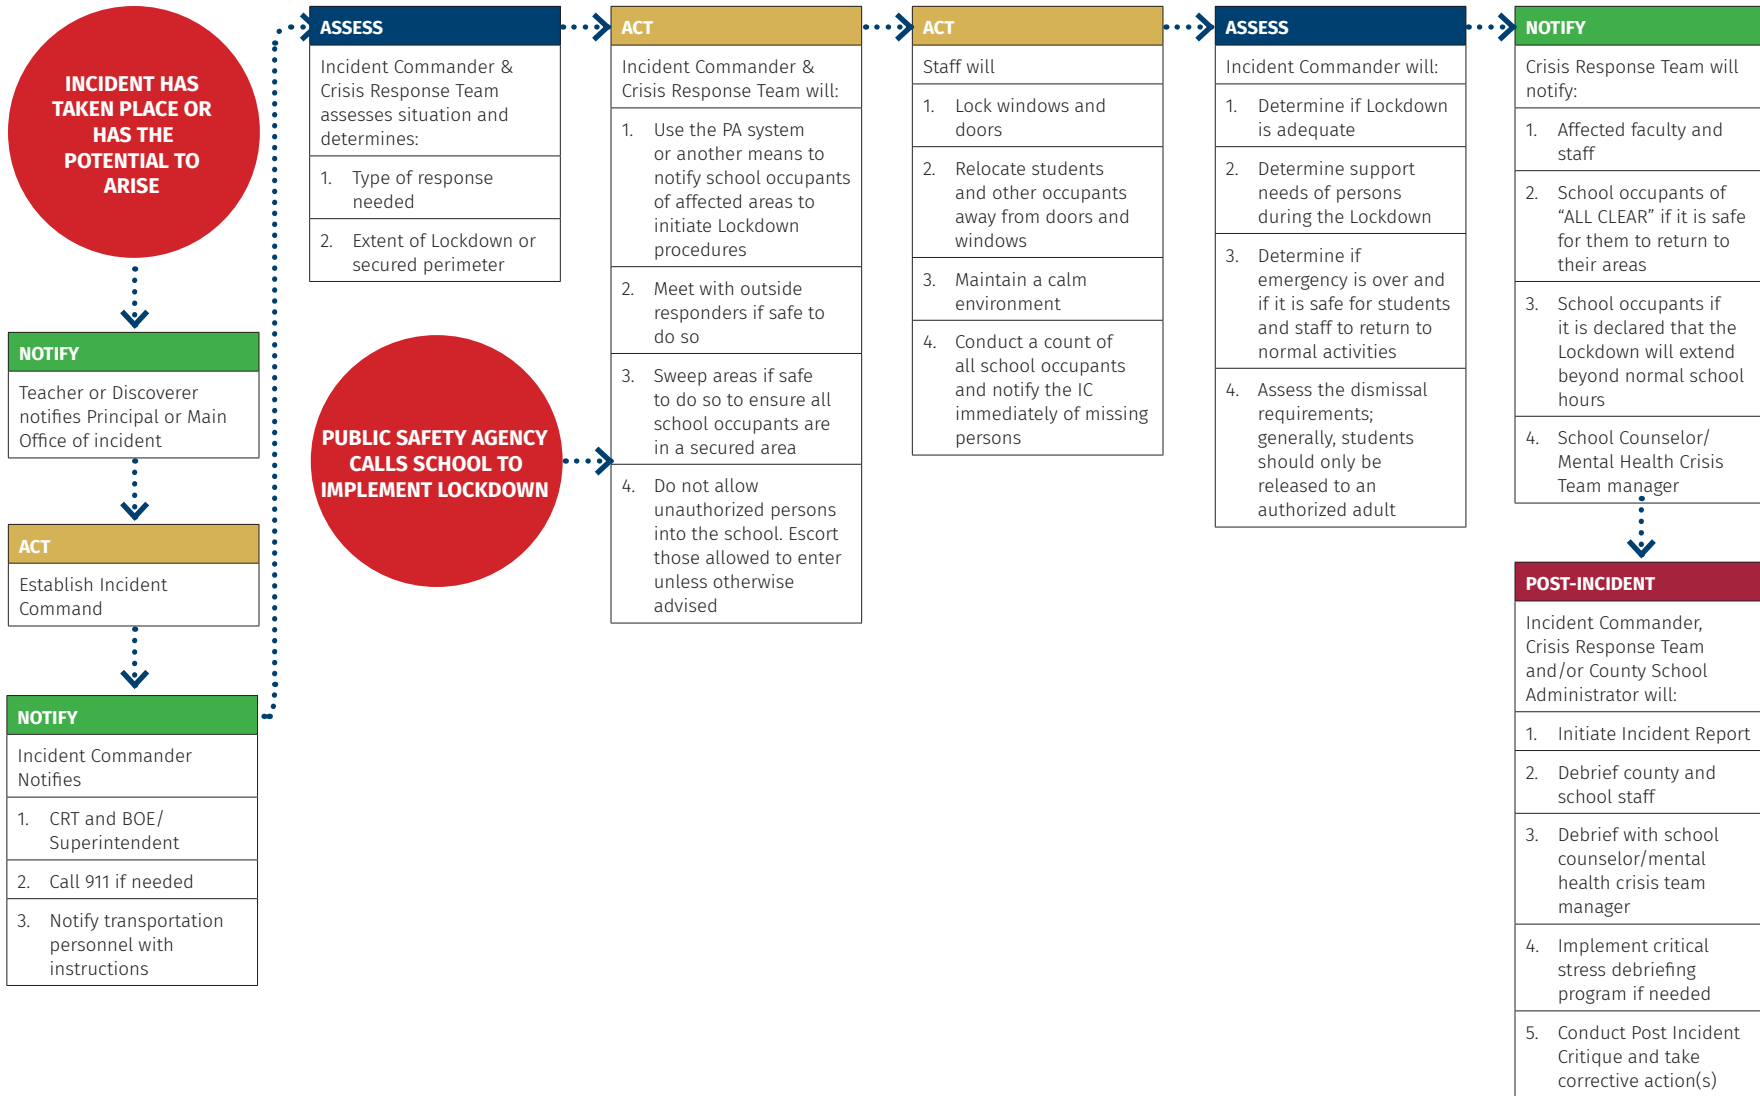 INCIDENT HAS
TAKEN PLACE OR
HAS THE
POTENTIAL TO
ARISE
NOTIFY
Teacher or Discoverer
notifies Principal or Main
Office of incident
ACT
Establish Incident
Command
NOTIFY
Incident Commander
Notifies
1. CRT and BOE/
Superintendent
2. Call 911 if needed
3. Notify transportation
personnel with
instructions
ASSESS
Incident Commander &
Crisis Response Team
assesses situation and
determines:
1. Type of response
needed
2. Extent of Lockdown or
secured perimeter
PUBLIC SAFETY AGENCY
CALLS SCHOOL TO
IMPLEMENT LOCKDOWN
ACT
Incident Commander &
Crisis Response Team will:
1. Use the PA system
or another means to
notify school occupants
of affected areas to
initiate Lockdown
procedures
2. Meet with outside
responders if safe to
do so
3. Sweep areas if safe
to do so to ensure all
school occupants are
in a secured area
4. Do not allow
unauthorized persons
into the school. Escort
those allowed to enter
unless otherwise
advised
ACT
Staff will
1. Lock windows and
doors
2. Relocate students
and other occupants
away from doors and
windows
3. Maintain a calm
environment
4. Conduct a count of
all school occupants
and notify the IC
immediately of missing
persons
ASSESS
Incident Commander will:
1. Determine if Lockdown
is adequate
2. Determine support
needs of persons
during the Lockdown
3. Determine if
emergency is over and
if it is safe for students
and staff to return to
normal activities
4. Assess the dismissal
requirements;
generally, students
should only be
released to an
authorized adult
NOTIFY
Crisis Response Team will
notify:
1. Affected faculty and
staff
2. School occupants of
“ALL CLEAR” if it is safe
for them to return to
their areas
3. School occupants if
it is declared that the
Lockdown will extend
beyond normal school
hours
4. School Counselor/
Mental Health Crisis
Team manager
POST-INCIDENT
Incident Commander,
Crisis Response Team
and/or County School
Administrator will:
1. Initiate Incident Report
2. Debrief county and
school staff
3. Debrief with school
counselor/mental
health crisis team
manager
4. Implement critical
stress debriefing
program if needed
5. Conduct Post Incident
Critique and take
corrective action(s)